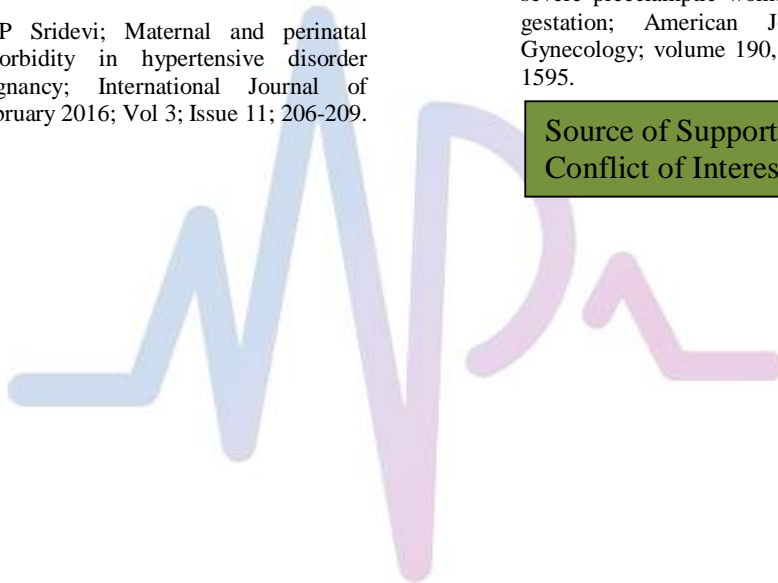 P Sridevi; Maternal and perinatal
orbidity in hypertensive disorder
gnancy; International Journal of
bruary 2016; Vol 3; Issue 11; 206-209.
gestation; American J
Gynecology; volume 190,
1595.
Source of Support
Conflict of Interes